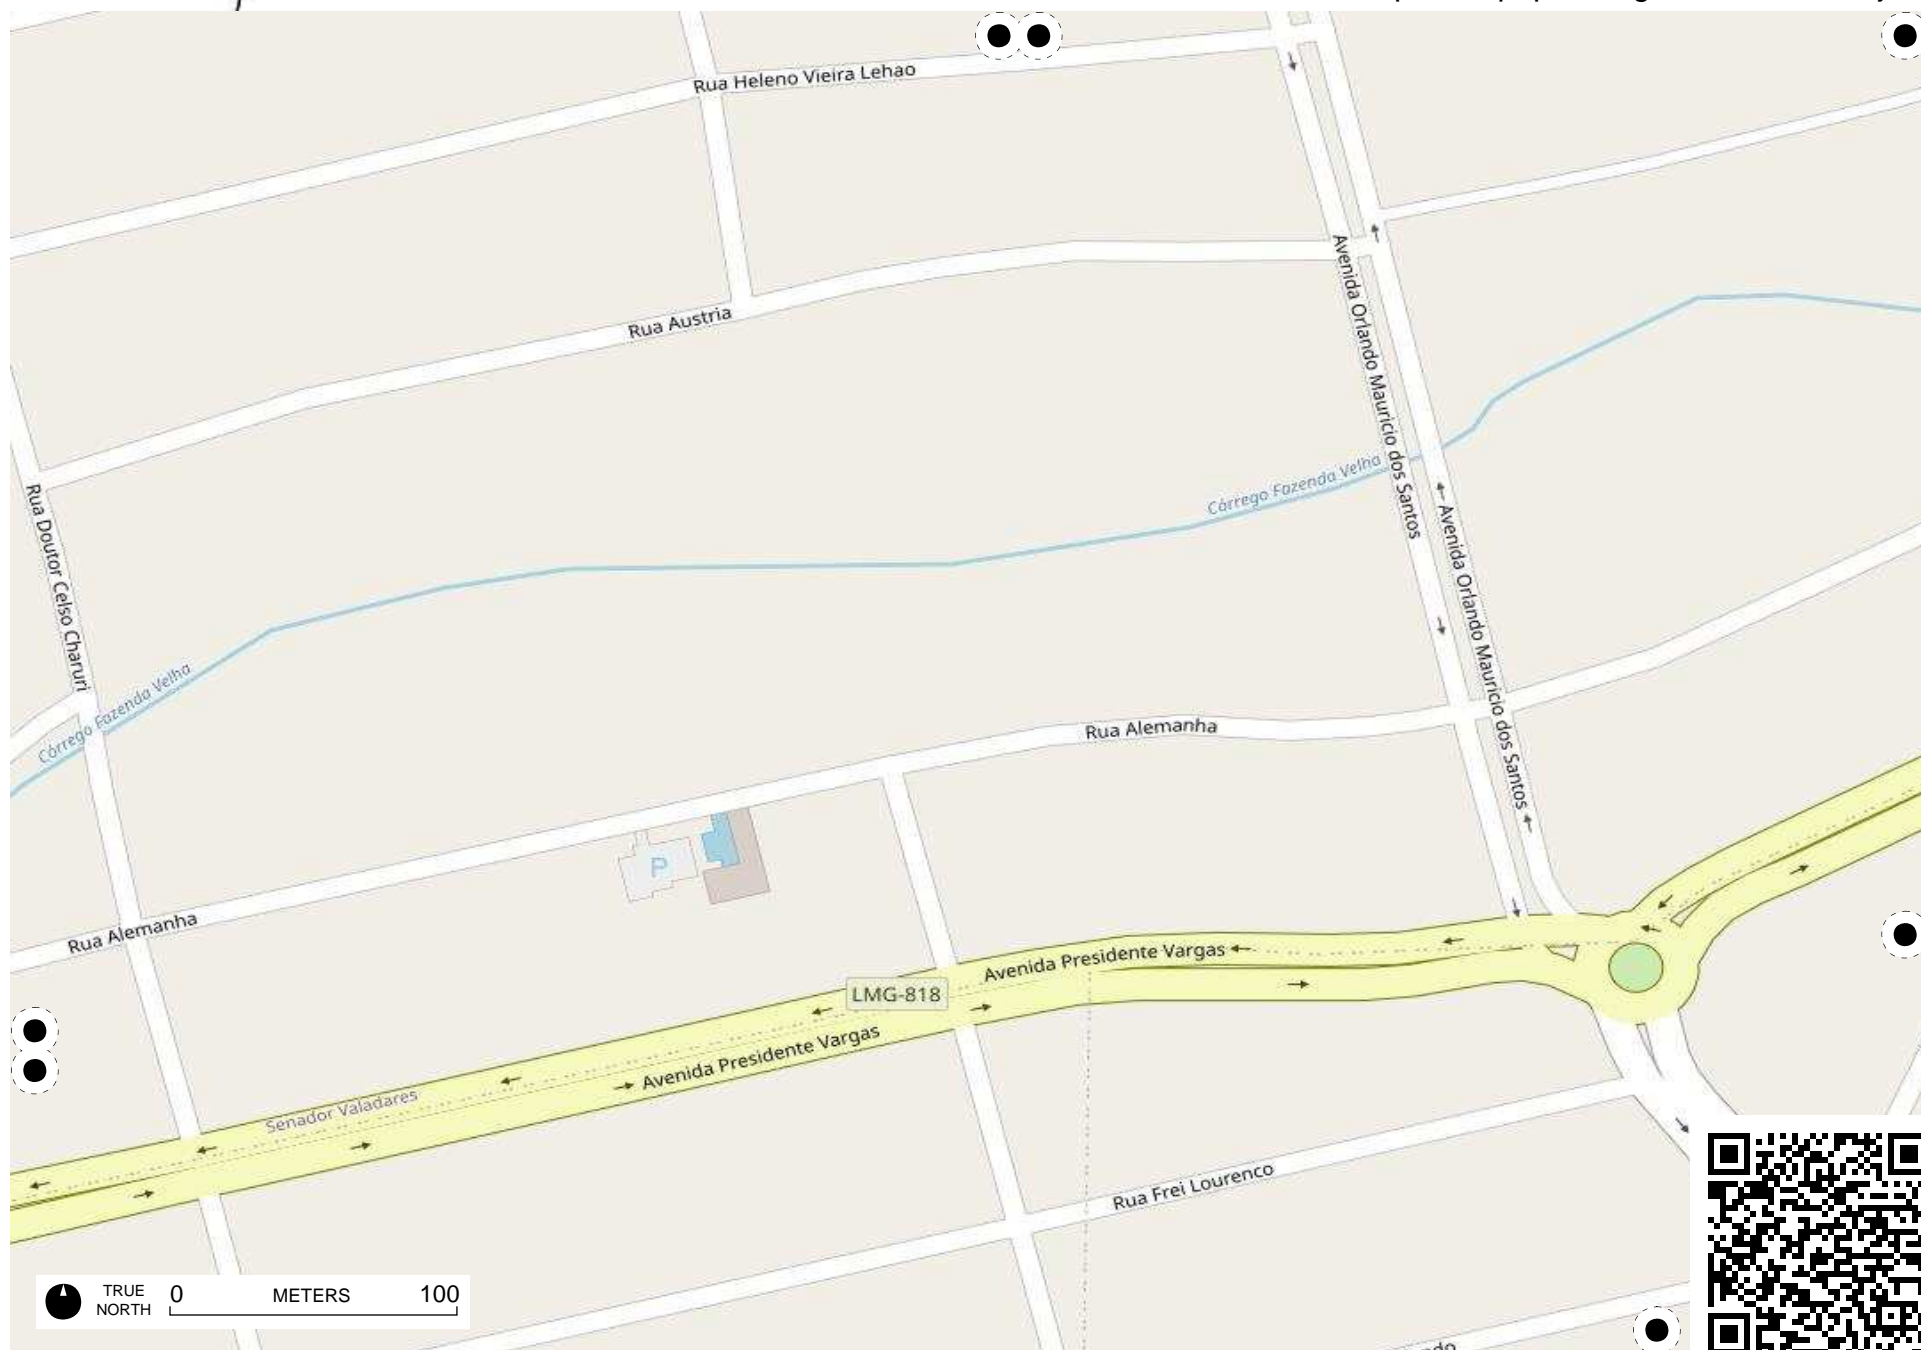 Rua Heleno Vieira Lehao
Rua Austria
Avenida Orlando Mauricio dos Santos
Córrego Fazenda Velha
Rua Doutor Celso Charuri
Avenida Orlando Mauricio dos Santos
Córrego Fazenda Velha
Rua Alemanha
P
Rua Alemanha
Avenida Presidente Vargas
LMG-818
Avenida Presidente Vargas
Senador Valadares
Rua Frei Lourenco
TRUE
NORTH
0 METERS 100